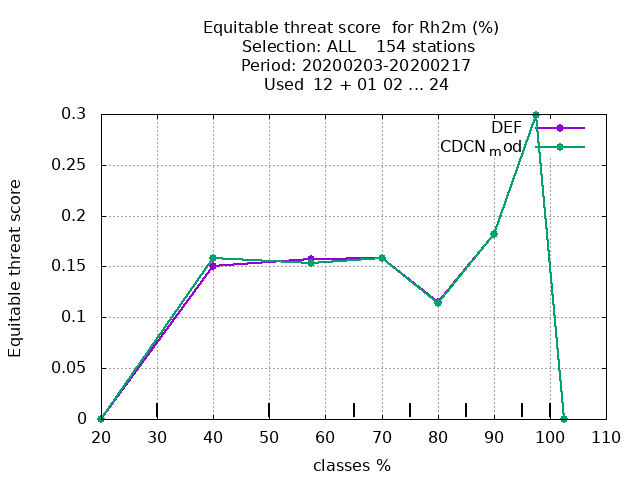 Equitable threat score  for Rh2m (%)
Selection: ALL    154 stations
Period: 20200203-20200217
Used  12 + 01 02 ... 24
DEF
CDCNmod
0.3
0.25
0.2
0.15
0.1
0.05
0
Equitable threat score
20 30 40 50 60 70 80 90 100 110
classes %